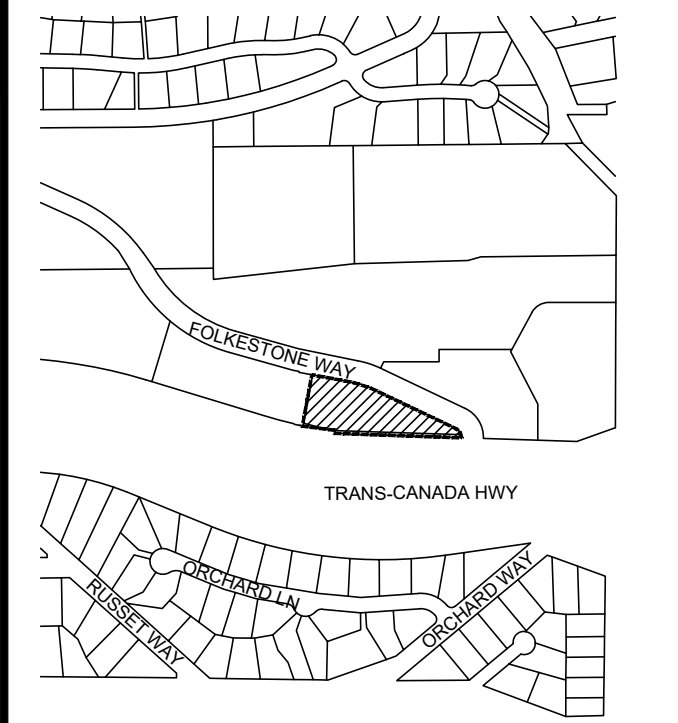 FOLKESTONE WAY
TRANS-CANADA HWY
ORCHARD LN
ORCHARD WAY
RUSSET WAY